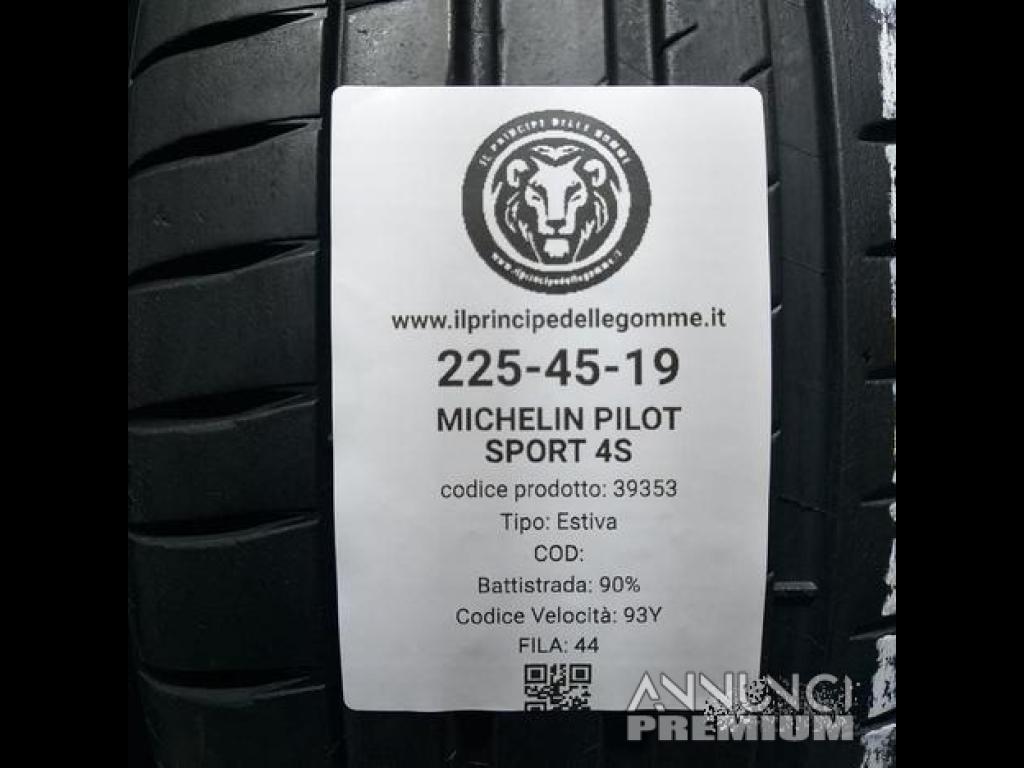 IL PRINCIPE DELLE GOMME
www.ilprincipedellegomme.it
www.ilprincipedellegomme.it
225-45-19
MICHELIN PILOT
SPORT 4S
codice prodotto: 39353
Tipo: Estiva
COD:
Battistrada: 90%
Codice Velocità: 93Y
FILA: 44
ANNUNCI
PREMIUM